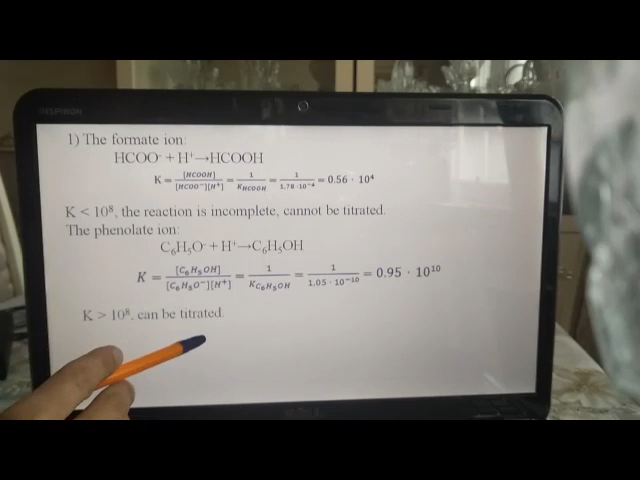 INSPIRON
1) The formate ion:
HCOO⁻ + H⁺→HCOOH
K = [HCOOH] / [HCOO⁻][H⁺] = 1 / K_HCOOH = 1 / 1.78 · 10⁻⁴ = 0.56 · 10⁴
K < 10⁸, the reaction is incomplete, cannot be titrated.
The phenolate ion:
C₆H₅O⁻ + H⁺→C₆H₅OH
K = [C₆H₅OH] / [C₆H₅O⁻][H⁺] = 1 / K_C₆H₅OH = 1 / 1.05 · 10⁻¹⁰ = 0.95 · 10¹⁰
K > 10⁸, can be titrated.
DELL